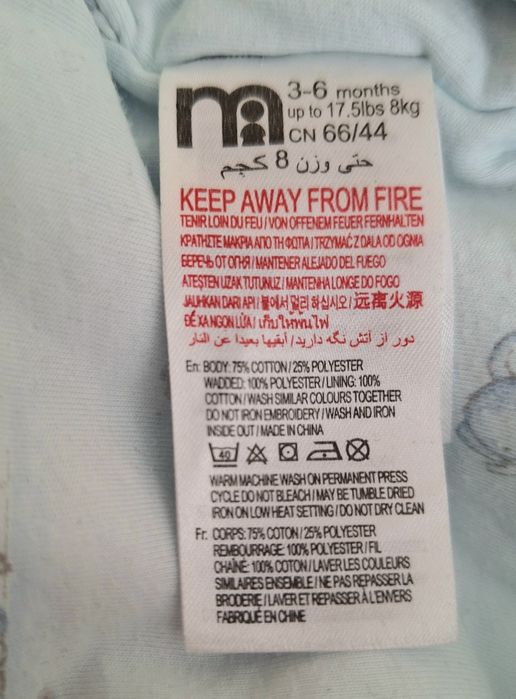 m
3-6 months
up to 17.5lbs 8kg
CN 66/44
حتى وزن 8 كجم
KEEP AWAY FROM FIRE
TENIR LOIN DU FEU / VON OFFENEM FEUER FERNHALTEN
ΚΡΑΤΗΣΤΕ ΜΑΚΡΙΑ ΑΠΟ ΤΗ ΦΩΤΙΑ / TRZYMAĆ Z DALA OD OGNIA
БЕРЕЧЬ ОТ ОГНЯ / MANTENER ALEJADO DEL FUEGO
ATEŞTEN UZAK TUTUNUZ / MANTENHA LONGE DO FOGO
JAUHKAN DARI API / 불에서 멀리 하십시오 / 远离火源
ĐỂ XA NGỌN LỬA / เก็บให้พ้นไฟ
دور از آتش نگه دارید / أبقيها بعيدا عن النار
En: BODY: 75% COTTON / 25% POLYESTER
WADDED: 100% POLYESTER / LINING: 100%
COTTON / WASH SIMILAR COLOURS TOGETHER
DO NOT IRON EMBROIDERY / WASH AND IRON
INSIDE OUT / MADE IN CHINA
40
WARM MACHINE WASH ON PERMANENT PRESS
CYCLE DO NOT BLEACH / MAY BE TUMBLE DRIED
IRON ON LOW HEAT SETTING / DO NOT DRY CLEAN
Fr: CORPS: 75% COTON / 25% POLYESTER
REMBOURRAGE: 100% POLYESTER / FIL
CHAÎNE: 100% COTON / LAVER LES COULEURS
SIMILAIRES ENSEMBLE / NE PAS REPASSER LA
BRODERIE / LAVER ET REPASSER À L'ENVERS
FABRIQUÉ EN CHINE